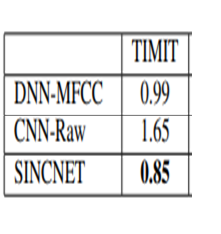 TIMIT
DNN-MFCC 0.99
CNN-Raw 1.65
SINCNET 0.85